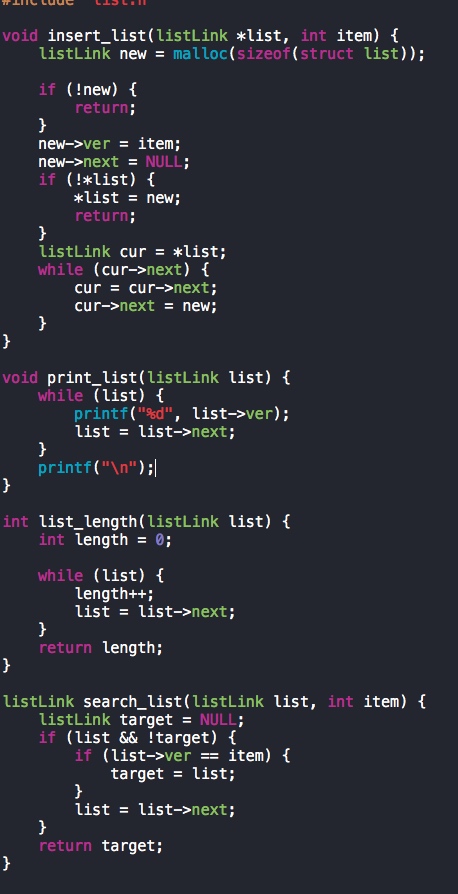 #include "list.h"
void insert_list(listLink *list, int item) {
    listLink new = malloc(sizeof(struct list));
    if (!new) {
        return;
    }
    new->ver = item;
    new->next = NULL;
    if (!*list) {
        *list = new;
        return;
    }
    listLink cur = *list;
    while (cur->next) {
        cur = cur->next;
        cur->next = new;
    }
}
void print_list(listLink list) {
    while (list) {
        printf("%d", list->ver);
        list = list->next;
    }
    printf("\n");
}
int list_length(listLink list) {
    int length = 0;
    while (list) {
        length++;
        list = list->next;
    }
    return length;
}
listLink search_list(listLink list, int item) {
    listLink target = NULL;
    if (list && !target) {
        if (list->ver == item) {
            target = list;
        }
        list = list->next;
    }
    return target;
}